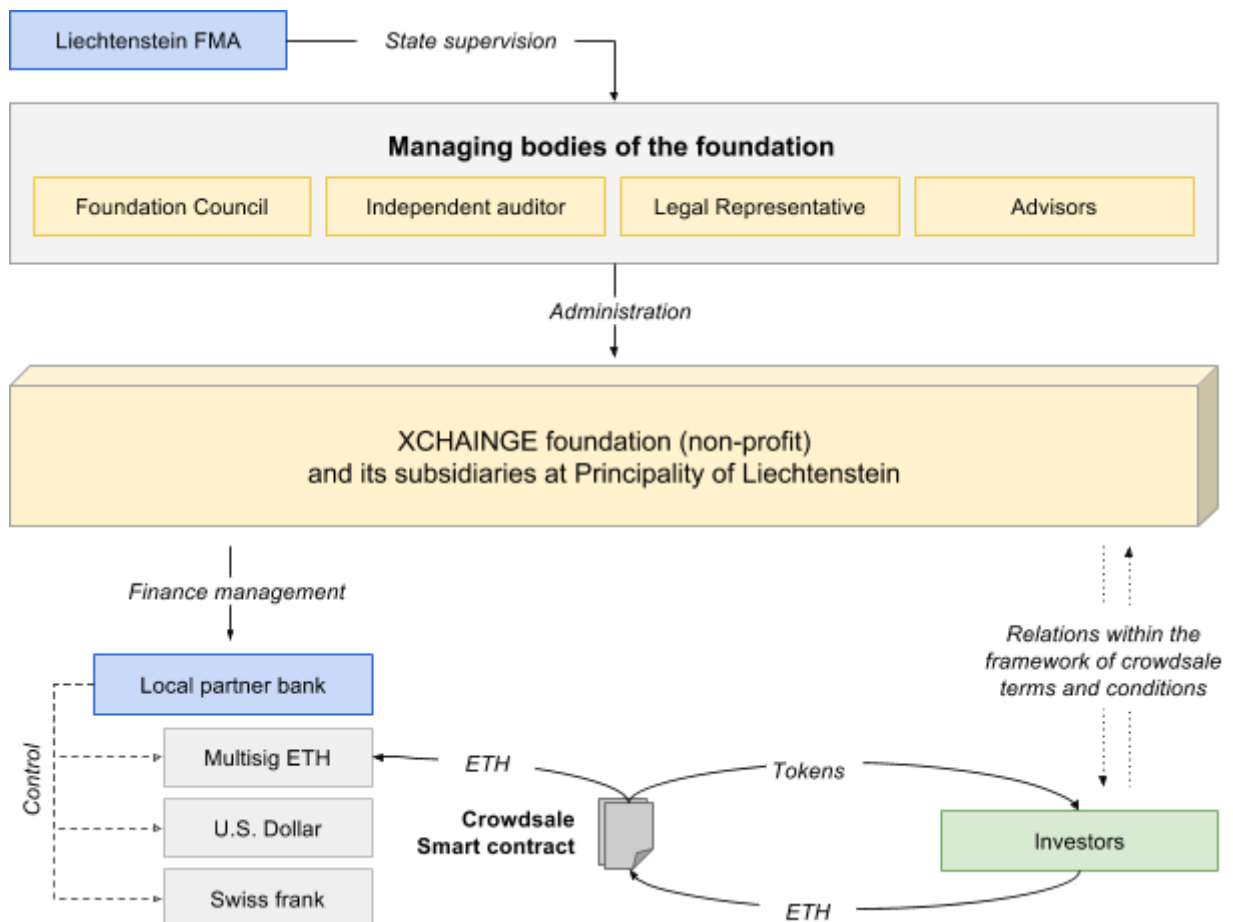 Liechtenstein FMA
State supervision
Managing bodies of the foundation
Foundation Council
Independent auditor
Legal Representative
Advisors
Administration
XCHAINGE foundation (non-profit)
and its subsidiaries at Principality of Liechtenstein
Finance management
Relations within the
framework of crowdsale
terms and conditions
Local partner bank
Control
Multisig ETH
ETH
Tokens
U.S. Dollar
Crowdsale
Smart contract
Investors
Swiss frank
ETH